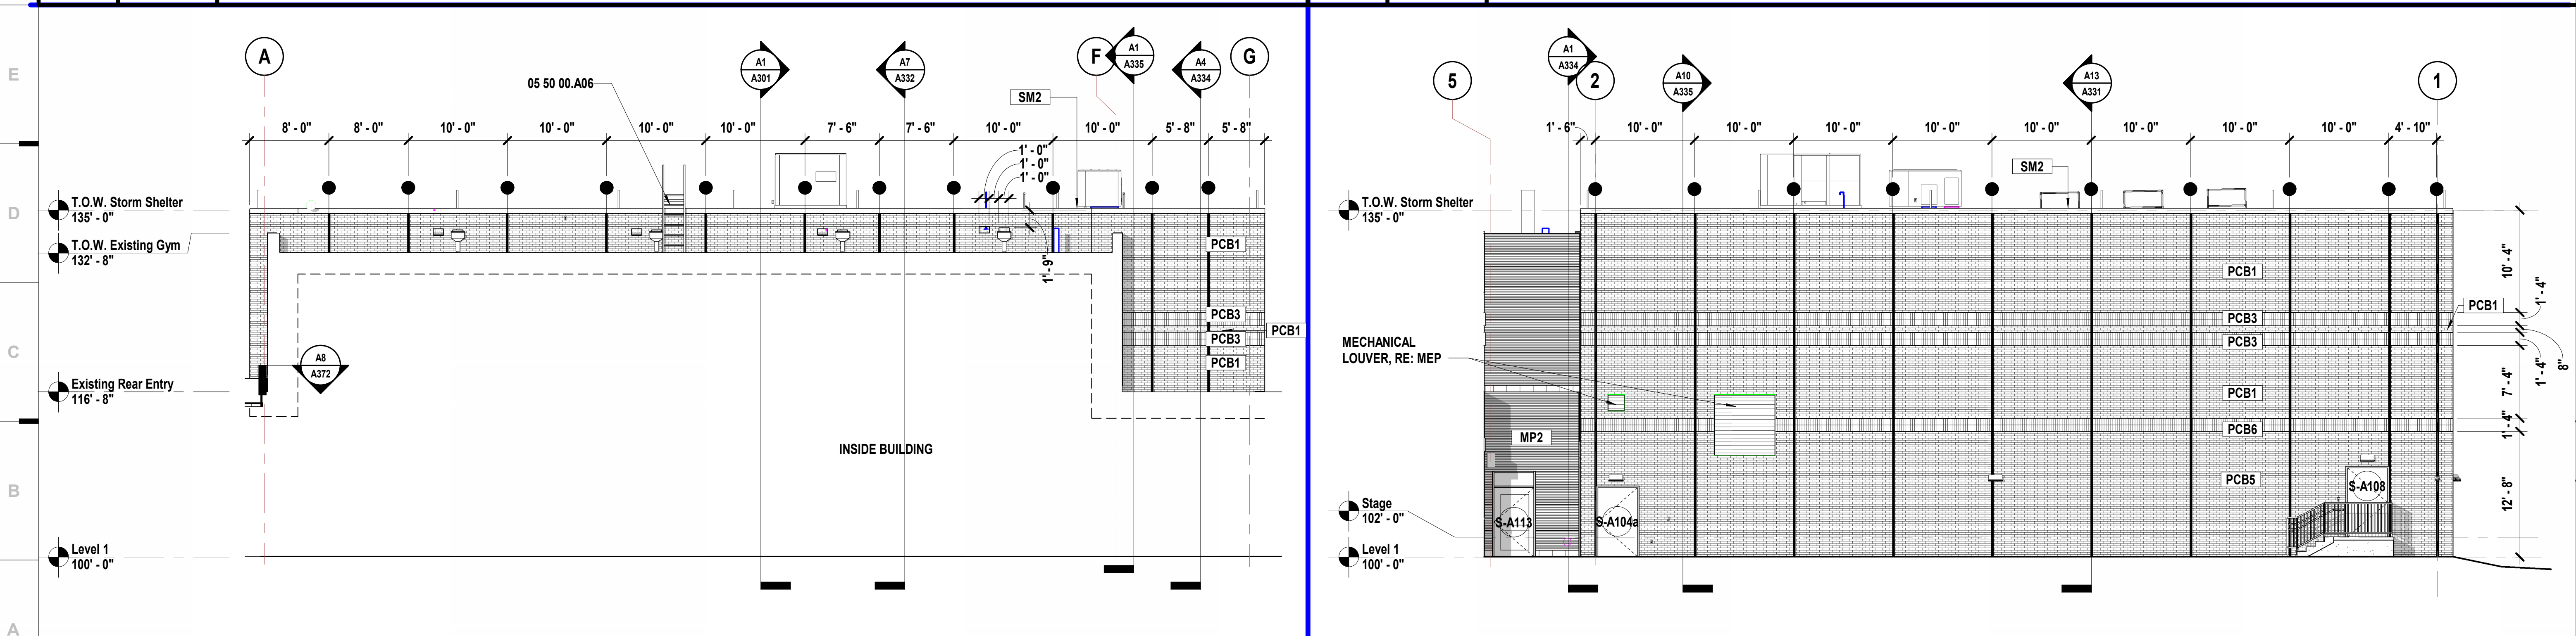 E
D
C
B
A
A
A1
A301
A7
A332
F
A1
A335
A4
A334
G
05 50 00.A06
SM2
8' - 0"
8' - 0"
10' - 0"
10' - 0"
10' - 0"
10' - 0"
7' - 6"
7' - 6"
10' - 0"
10' - 0"
5' - 8"
5' - 8"
1' - 0"
1' - 0"
1' - 0"
1' - 9"
T.O.W. Storm Shelter
135' - 0"
T.O.W. Existing Gym
132' - 8"
Existing Rear Entry
116' - 8"
Level 1
100' - 0"
A8
A372
INSIDE BUILDING
PCB1
PCB3
PCB1
PCB3
PCB1
5
A1
A334
2
A10
A335
A13
A331
1
1' - 6"
10' - 0"
10' - 0"
10' - 0"
10' - 0"
10' - 0"
10' - 0"
10' - 0"
10' - 0"
4' - 10"
SM2
T.O.W. Storm Shelter
135' - 0"
MECHANICAL
LOUVER, RE: MEP
Stage
102' - 0"
Level 1
100' - 0"
MP2
S-A113
S-A104a
S-A108
PCB1
PCB3
PCB3
PCB1
PCB6
PCB5
PCB1
10' - 4"
1' - 4"
8"
1' - 4"
7' - 4"
1' - 4"
12' - 8"